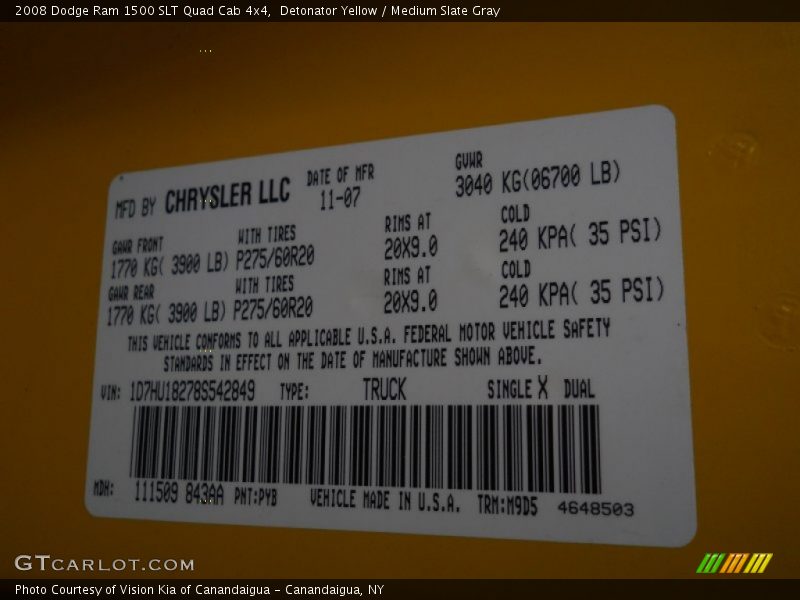 2008 Dodge Ram 1500 SLT Quad Cab 4x4,  Detonator Yellow / Medium Slate Gray
...
MFD BY CHRYSLER LLC DATE OF MFR GVWR
11-07 3040 KG(06700 LB)
GAWR FRONT WITH TIRES RIMS AT COLD
1770 KG( 3900 LB) P275/60R20 20X9.0 240 KPA( 35 PSI)
GAWR REAR WITH TIRES RIMS AT COLD
1770 KG( 3900 LB) P275/60R20 20X9.0 240 KPA( 35 PSI)
THIS VEHICLE CONFORMS TO ALL APPLICABLE U.S.A. FEDERAL MOTOR VEHICLE SAFETY
STANDARDS IN EFFECT ON THE DATE OF MANUFACTURE SHOWN ABOVE.
VIN: 1D7HU18278S542849 TYPE: TRUCK SINGLE X DUAL
MDH: 111509 843AA PNT:PYB VEHICLE MADE IN U.S.A. TRM:M9D5 4648503
GTCARLOT.COM
Photo Courtesy of Vision Kia of Canandaigua - Canandaigua, NY